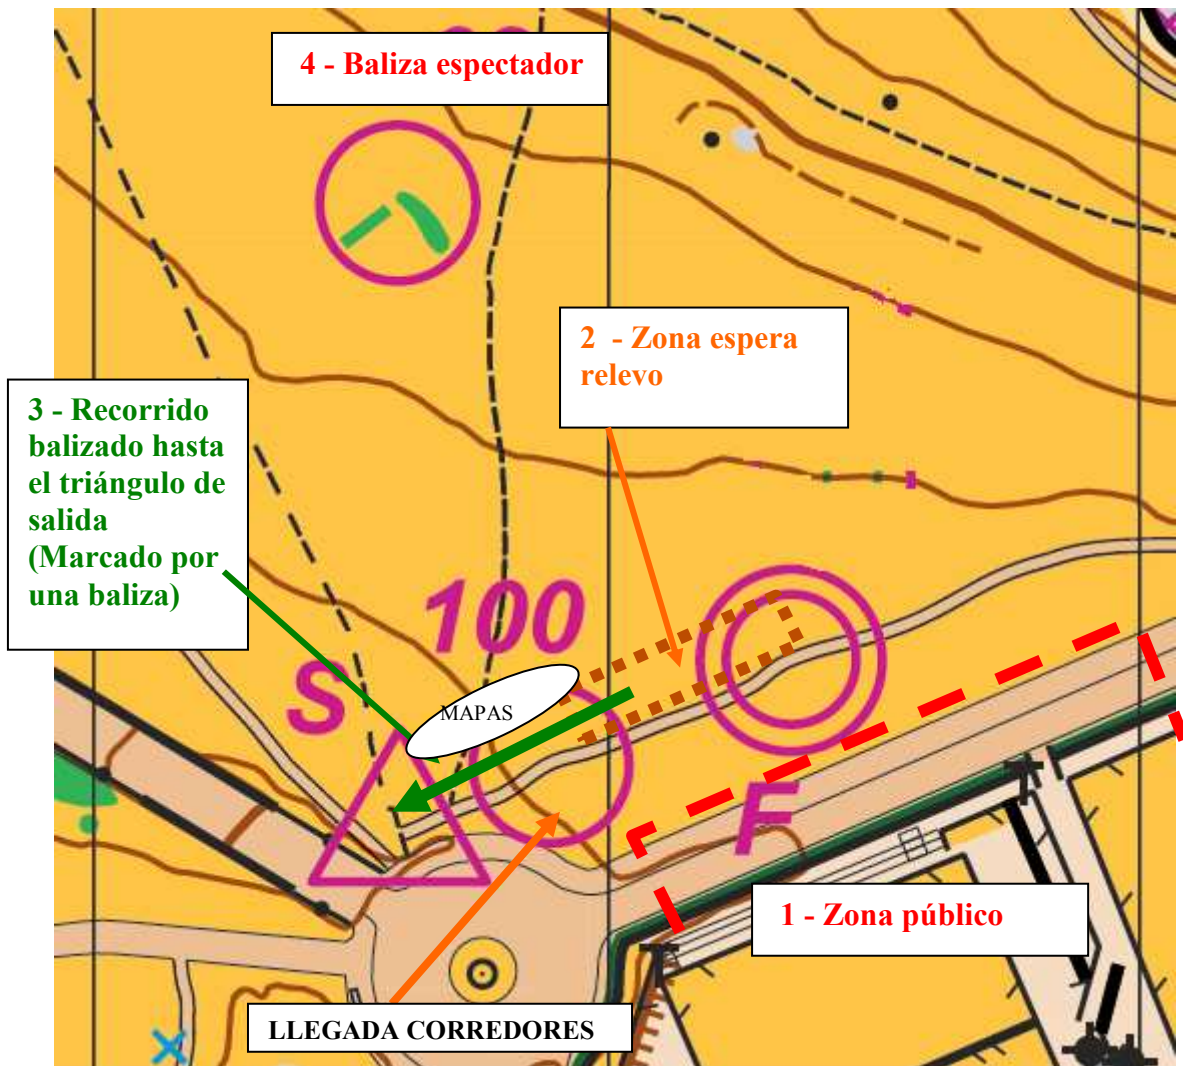 4 - Baliza espectador
2 - Zona espera
relevo
3 - Recorrido
balizado hasta
el triángulo de
salida
(Marcado por
una baliza)
100
S
MAPAS
F
1 - Zona público
LLEGADA CORREDORES